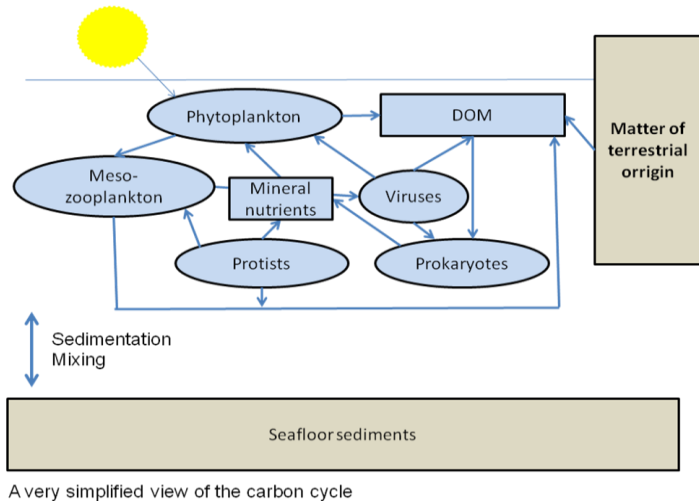 Phytoplankton
DOM
Matter of
terrestrial
orrigin
Meso-
zooplankton
Mineral
nutrients
Viruses
Protists
Prokaryotes
Sedimentation
Mixing
Seafloor sediments
A very simplified view of the carbon cycle